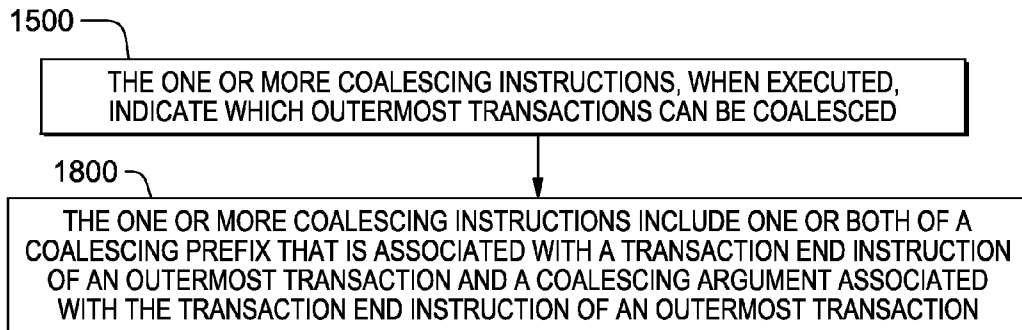 1500
THE ONE OR MORE COALESCING INSTRUCTIONS, WHEN EXECUTED,
INDICATE WHICH OUTERMOST TRANSACTIONS CAN BE COALESCED
1800
THE ONE OR MORE COALESCING INSTRUCTIONS INCLUDE ONE OR BOTH OF A
COALESCING PREFIX THAT IS ASSOCIATED WITH A TRANSACTION END INSTRUCTION
OF AN OUTERMOST TRANSACTION AND A COALESCING ARGUMENT ASSOCIATED
WITH THE TRANSACTION END INSTRUCTION OF AN OUTERMOST TRANSACTION